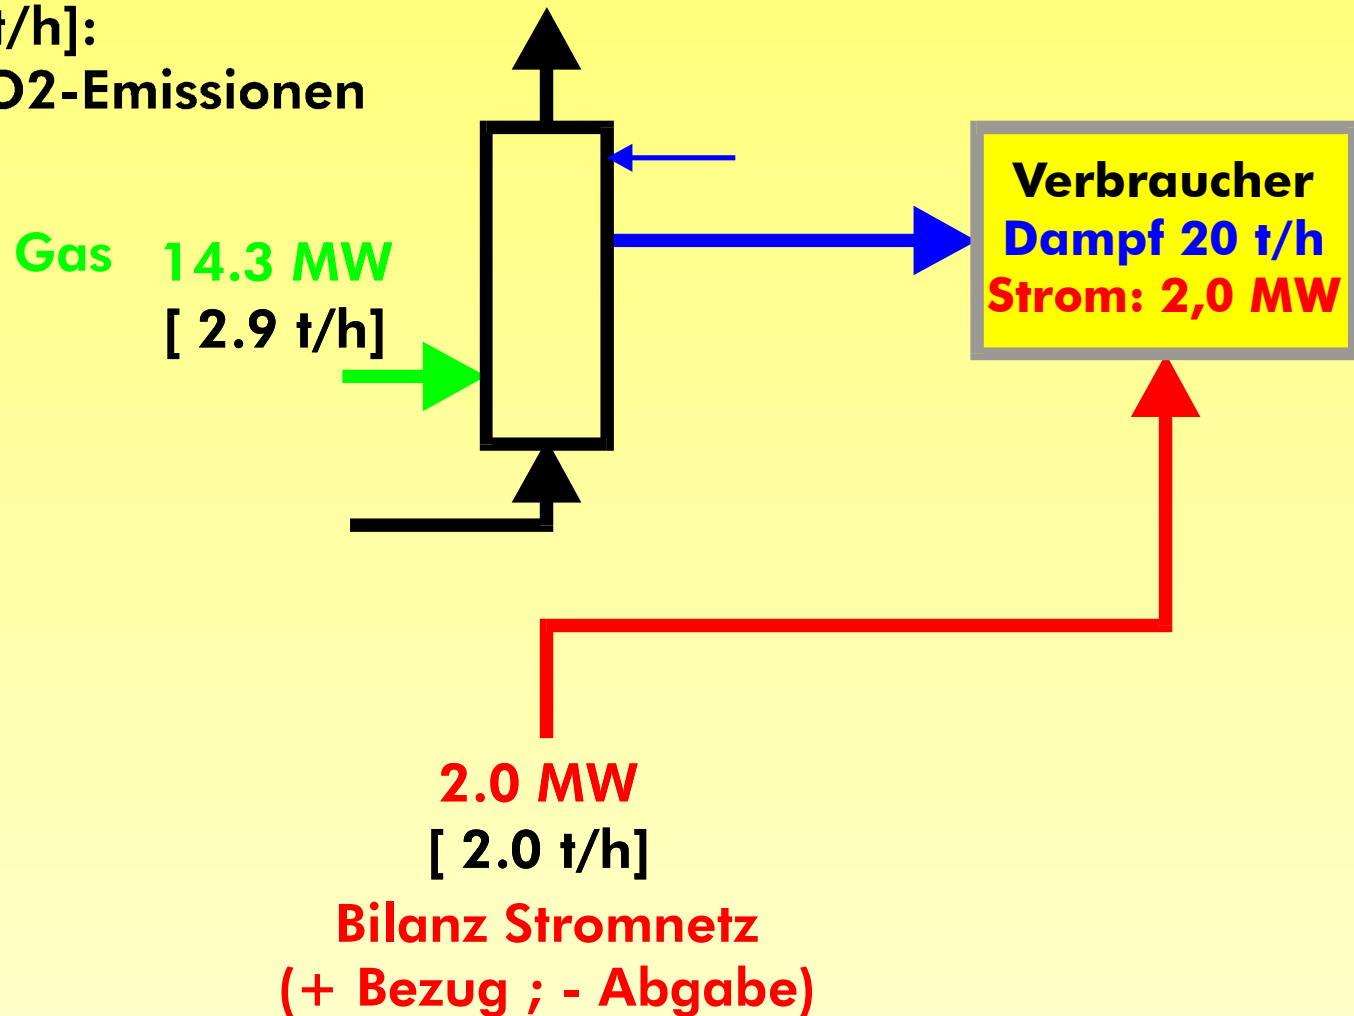 t/h]:
O2-Emissionen
Gas 14.3 MW
[ 2.9 t/h]
Verbraucher
Dampf 20 t/h
Strom: 2,0 MW
2.0 MW
[ 2.0 t/h]
Bilanz Stromnetz
(+ Bezug ; - Abgabe)